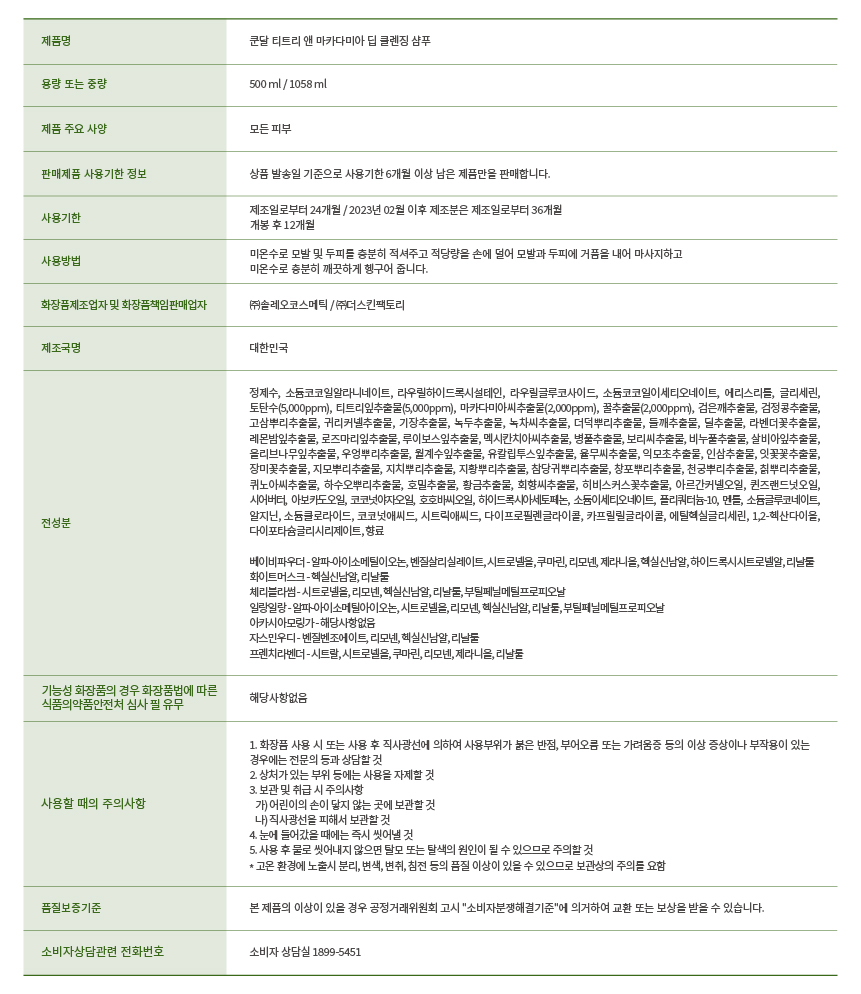 제품명
쿤달 티트리 앤 마카다미아 딥 클렌징 샴푸
용량 또는 중량
500 ml / 1058 ml
제품 주요 사양
모든 피부
판매제품 사용기한 정보
상품 발송일 기준으로 사용기한 6개월 이상 남은 제품만을 판매합니다.
사용기한
제조일로부터 24개월 / 2023년 02월 이후 제조분은 제조일로부터 36개월
개봉 후 12개월
사용방법
미온수로 모발 및 두피를 충분히 적셔주고 적당량을 손에 덜어 모발과 두피에 거품을 내어 마사지하고
미온수로 충분히 깨끗하게 헹구어 줍니다.
화장품제조업자 및 화장품책임판매업자
㈜솔레오코스메틱 / ㈜더스킨팩토리
제조국명
대한민국
전성분
정제수, 소듐코코일알라니네이트, 라우릴하이드록시설테인, 라우릴글루코사이드, 소듐코코일이세티오네이트, 에리스리톨, 글리세린,
토탄수(5,000ppm), 티트리잎추출물(5,000ppm), 마카다미아씨추출물(2,000ppm), 꿀추출물(2,000ppm), 검은깨추출물, 검정콩추출물,
고삼뿌리추출물, 귀리커넬추출물, 기장추출물, 녹두추출물, 녹차씨추출물, 더덕뿌리추출물, 들깨추출물, 딜추출물, 라벤더꽃추출물,
레몬밤잎추출물, 로즈마리잎추출물, 루이보스잎추출물, 멕시칸치아씨추출물, 병풀추출물, 보리씨추출물, 비누풀추출물, 살비아잎추출물,
올리브나무잎추출물, 우엉뿌리추출물, 월계수잎추출물, 유칼립투스잎추출물, 율무씨추출물, 익모초추출물, 인삼추출물, 잇꽃꽃추출물,
장미꽃추출물, 지모뿌리추출물, 지치뿌리추출물, 지황뿌리추출물, 참당귀뿌리추출물, 창포뿌리추출물, 천궁뿌리추출물, 칡뿌리추출물,
퀴노아씨추출물, 하수오뿌리추출물, 호밀추출물, 황금추출물, 회향씨추출물, 히비스커스꽃추출물, 아르간커넬오일, 퀸즈랜드넛오일,
시어버터, 아보카도오일, 코코넛야자오일, 호호바씨오일, 하이드록시아세토페논, 소듐이세티오네이트, 폴리쿼터늄-10, 멘톨, 소듐글루코네이트,
알지닌, 소듐클로라이드, 코코넛애씨드, 시트릭애씨드, 다이프로필렌글라이콜, 카프릴릴글라이콜, 에틸헥실글리세린, 1,2-헥산다이올,
다이포타슘글리시리제이트, 향료
베이비파우더 - 알파-아이소메틸이오논, 벤질살리실레이트, 시트로넬올, 쿠마린, 리모넨, 제라니올, 헥실신남알, 하이드록시시트로넬알, 리날룰
화이트머스크 - 헥실신남알, 리날룰
체리블라썸 - 시트로넬올, 리모넨, 헥실신남알, 리날룰, 부틸페닐메틸프로피오날
일랑일랑 - 알파-아이소메틸아이오논, 시트로넬올, 리모넨, 헥실신남알, 리날룰, 부틸페닐메틸프로피오날
아카시아모링가 - 해당사항없음
자스민우디 - 벤질벤조에이트, 리모넨, 헥실신남알, 리날룰
프렌치라벤더 - 시트랄, 시트로넬올, 쿠마린, 리모넨, 제라니올, 리날룰
기능성 화장품의 경우 화장품법에 따른
식품의약품안전처 심사 필 유무
해당사항없음
사용할 때의 주의사항
1. 화장품 사용 시 또는 사용 후 직사광선에 의하여 사용부위가 붉은 반점, 부어오름 또는 가려움증 등의 이상 증상이나 부작용이 있는
경우에는 전문의 등과 상담할 것
2. 상처가 있는 부위 등에는 사용을 자제할 것
3. 보관 및 취급 시 주의사항
가) 어린이의 손이 닿지 않는 곳에 보관할 것
나) 직사광선을 피해서 보관할 것
4. 눈에 들어갔을 때에는 즉시 씻어낼 것
5. 사용 후 물로 씻어내지 않으면 탈모 또는 탈색의 원인이 될 수 있으므로 주의할 것
* 고온 환경에 노출시 분리, 변색, 변취, 침전 등의 품질 이상이 있을 수 있으므로 보관상의 주의를 요함
품질보증기준
본 제품의 이상이 있을 경우 공정거래위원회 고시 "소비자분쟁해결기준"에 의거하여 교환 또는 보상을 받을 수 있습니다.
소비자상담관련 전화번호
소비자 상담실 1899-5451